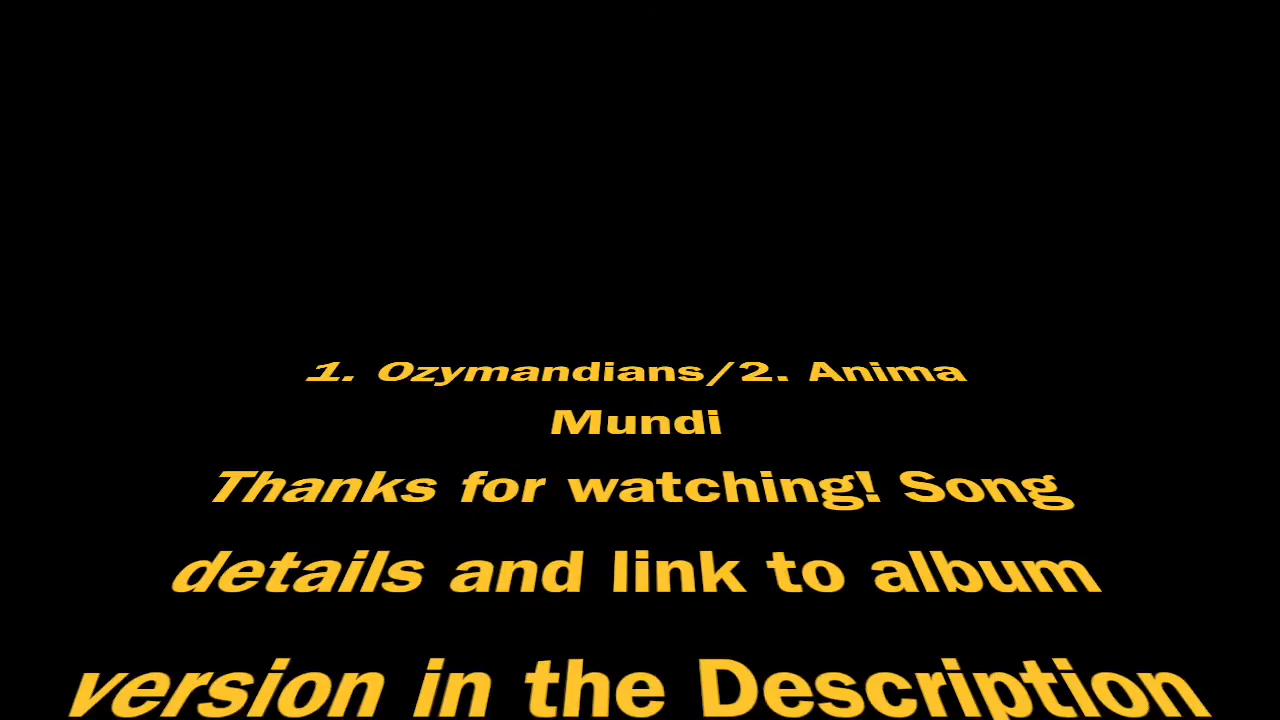 1. Ozymandians/2. Anima
Mundi
Thanks for watching! Song
details and link to album
version in the Description